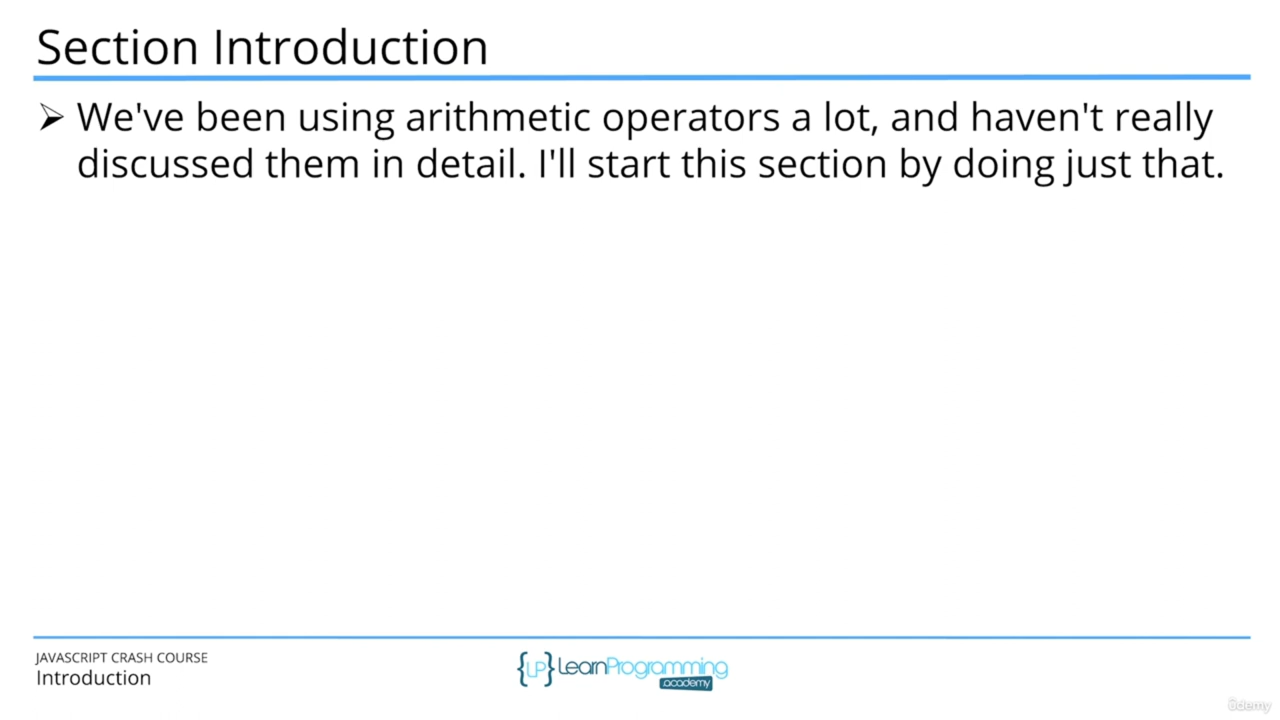 Section Introduction
➢ We've been using arithmetic operators a lot, and haven't really
discussed them in detail. I'll start this section by doing just that.
JAVASCRIPT CRASH COURSE
Introduction
{LP} LearnProgramming
.academy
ûdemy